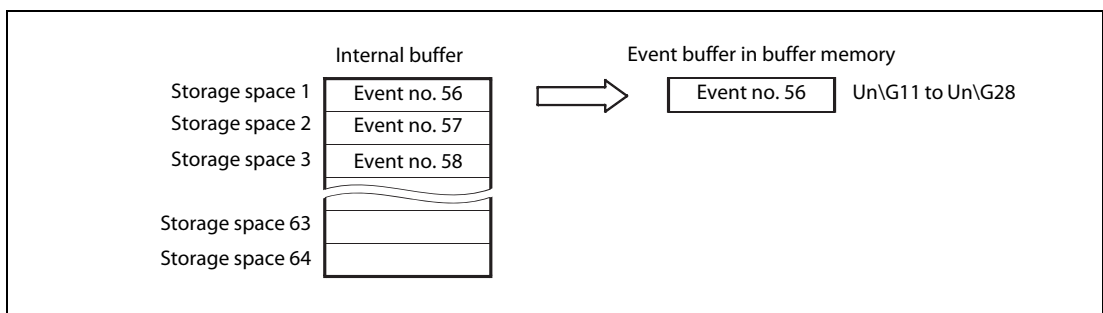 Internal buffer
Event buffer in buffer memory
Storage space 1
Event no. 56
Event no. 56
Un\G11 to Un\G28
Storage space 2
Event no. 57
Storage space 3
Event no. 58
Storage space 63
Storage space 64